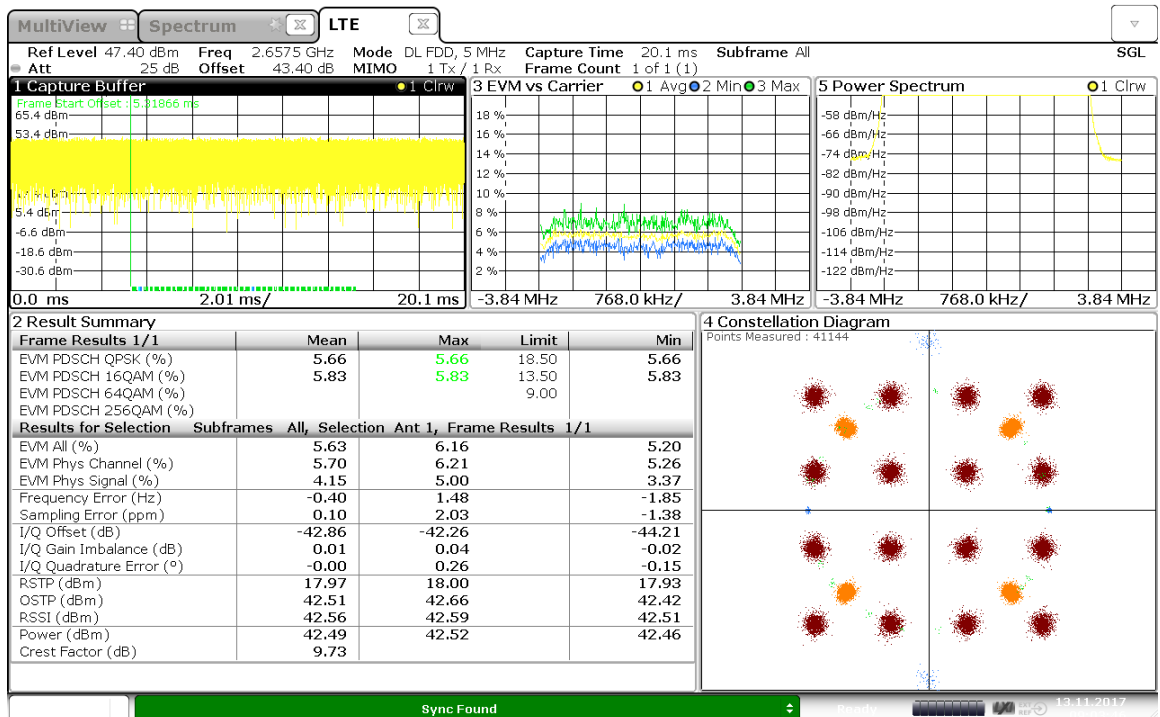 MultiView Spectrum LTE
Ref Level 47.40 dBm Freq 2.6575 GHz Mode DL FDD, 5 MHz Capture Time 20.1 ms Subframe All SGL
Att 25 dB Offset 43.40 dB MIMO 1 Tx / 1 Rx Frame Count 1 of 1 (1)
1 Capture Buffer 1 Clrw
Frame Start Offset : 5.31866 ms
65.4 dBm
53.4 dBm
5.4 dBm
-6.6 dBm
-18.6 dBm
-30.6 dBm
0.0 ms 2.01 ms/ 20.1 ms
3 EVM vs Carrier 1 Avg 2 Min 3 Max
18 %
16 %
14 %
12 %
10 %
8 %
6 %
4 %
2 %
-3.84 MHz 768.0 kHz/ 3.84 MHz
5 Power Spectrum 1 Clrw
-58 dBm/Hz
-66 dBm/Hz
-74 dBm/Hz
-82 dBm/Hz
-90 dBm/Hz
-98 dBm/Hz
-106 dBm/Hz
-114 dBm/Hz
-122 dBm/Hz
-3.84 MHz 768.0 kHz/ 3.84 MHz
2 Result Summary
Frame Results 1/1 Mean Max Limit Min
EVM PDSCH QPSK (%) 5.66 5.66 18.50 5.66
EVM PDSCH 16QAM (%) 5.83 5.83 13.50 5.83
EVM PDSCH 64QAM (%) 9.00
EVM PDSCH 256QAM (%)
Results for Selection Subframes All, Selection Ant 1, Frame Results 1/1
EVM All (%) 5.63 6.16 5.20
EVM Phys Channel (%) 5.70 6.21 5.26
EVM Phys Signal (%) 4.15 5.00 3.37
Frequency Error (Hz) -0.40 1.48 -1.85
Sampling Error (ppm) 0.10 2.03 -1.38
I/Q Offset (dB) -42.86 -42.26 -44.21
I/Q Gain Imbalance (dB) 0.01 0.04 -0.02
I/Q Quadrature Error (°) -0.00 0.26 -0.15
RSTP (dBm) 17.97 18.00 17.93
OSTP (dBm) 42.51 42.66 42.42
RSSI (dBm) 42.56 42.59 42.51
Power (dBm) 42.49 42.52 42.46
Crest Factor (dB) 9.73
4 Constellation Diagram
Points Measured : 41144
Sync Found
Ready
LXI EXT REF
13.11.2017